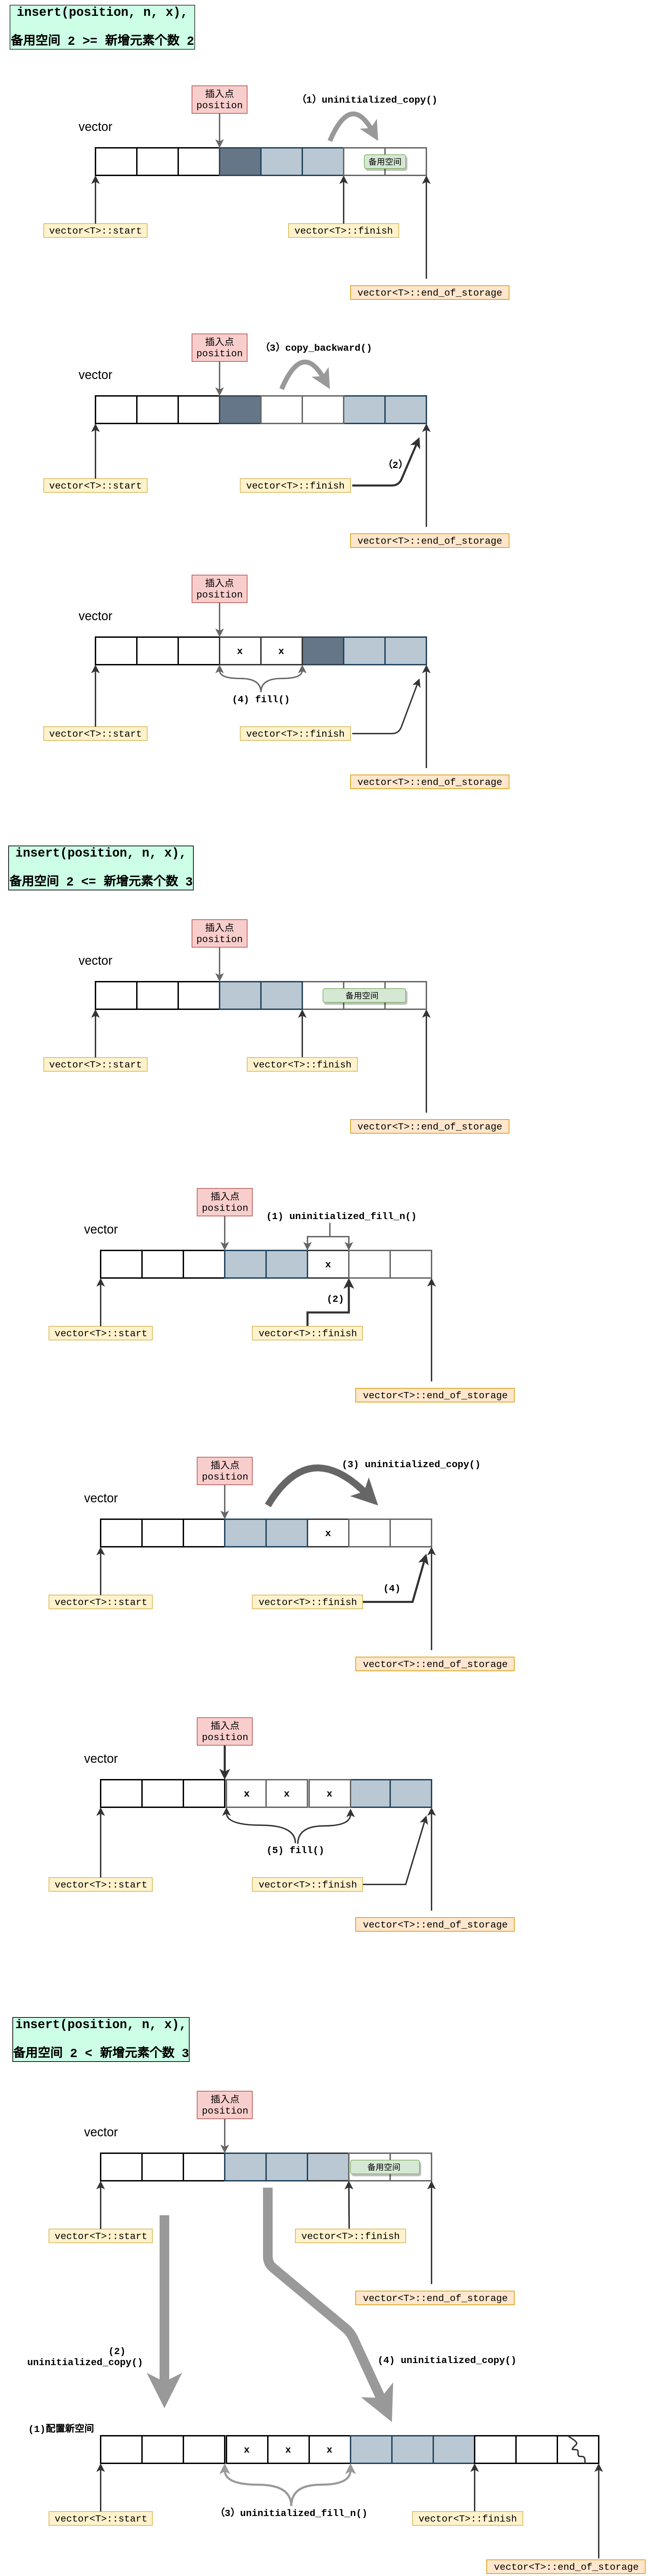 insert(position, n, x),
备用空间 2 >= 新增元素个数 2
插入点
position
(1) uninitialized_copy()
vector
备用空间
vector<T>::start
vector<T>::finish
vector<T>::end_of_storage
插入点
position
(3) copy_backward()
vector
(2)
vector<T>::start
vector<T>::finish
vector<T>::end_of_storage
插入点
position
vector
x
x
(4) fill()
vector<T>::start
vector<T>::finish
vector<T>::end_of_storage
insert(position, n, x),
备用空间 2 <= 新增元素个数 3
插入点
position
vector
备用空间
vector<T>::start
vector<T>::finish
vector<T>::end_of_storage
插入点
position
(1) uninitialized_fill_n()
vector
x
(2)
vector<T>::start
vector<T>::finish
vector<T>::end_of_storage
插入点
position
(3) uninitialized_copy()
vector
x
(4)
vector<T>::start
vector<T>::finish
vector<T>::end_of_storage
插入点
position
vector
x
x
x
(5) fill()
vector<T>::start
vector<T>::finish
vector<T>::end_of_storage
insert(position, n, x),
备用空间 2 < 新增元素个数 3
插入点
position
vector
备用空间
vector<T>::start
vector<T>::finish
vector<T>::end_of_storage
(2)
uninitialized_copy()
(4) uninitialized_copy()
(1)配置新空间
x
x
x
(3) uninitialized_fill_n()
vector<T>::start
vector<T>::finish
vector<T>::end_of_storage